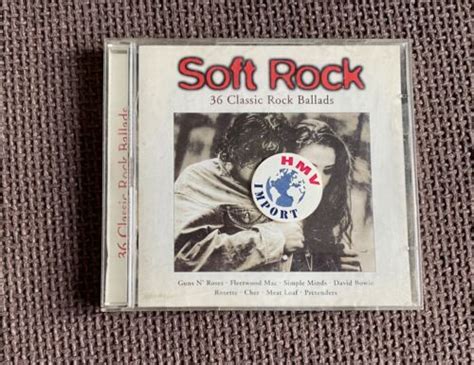 Soft Rock
36 Classic Rock Ballads
36 Classic Rock Ballads
HMV
IMPORT
Guns N' Roses · Fleetwood Mac · Simple Minds · David Bowie
Roxette · Cher · Meat Loaf · Pretenders